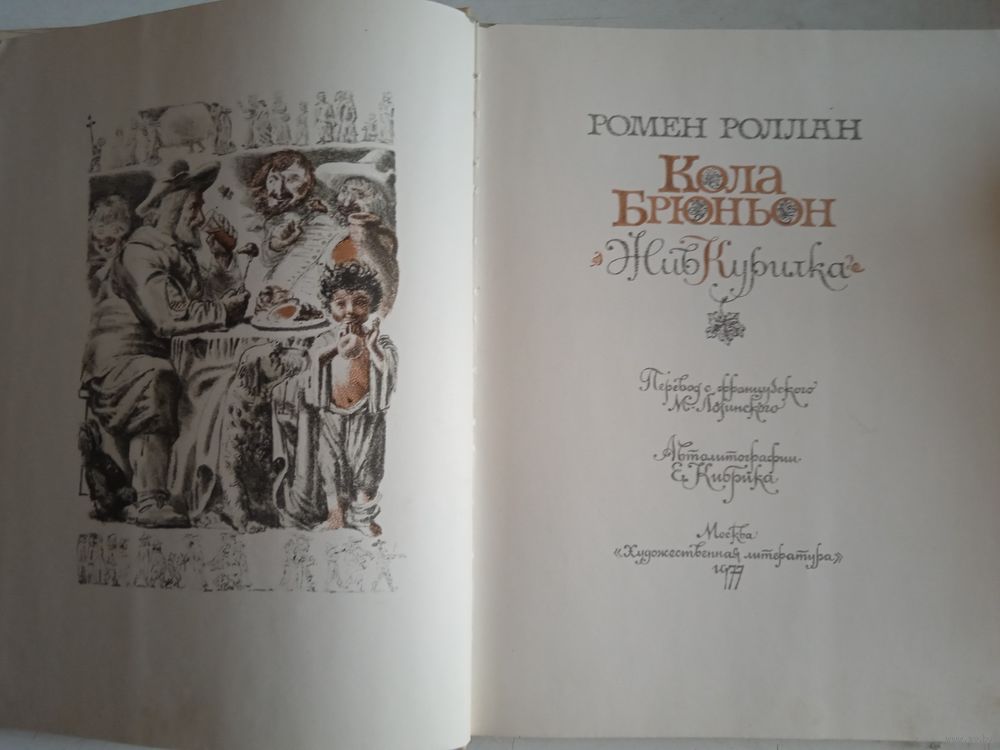 РОМЕН РОЛЛАН
КОЛА
БРЮНЬОН
«Жив Курилка»
Перевод с французского
М. Лозинского
Автолитографии
Е. Кибрика
Москва
«Художественная литература»
1977